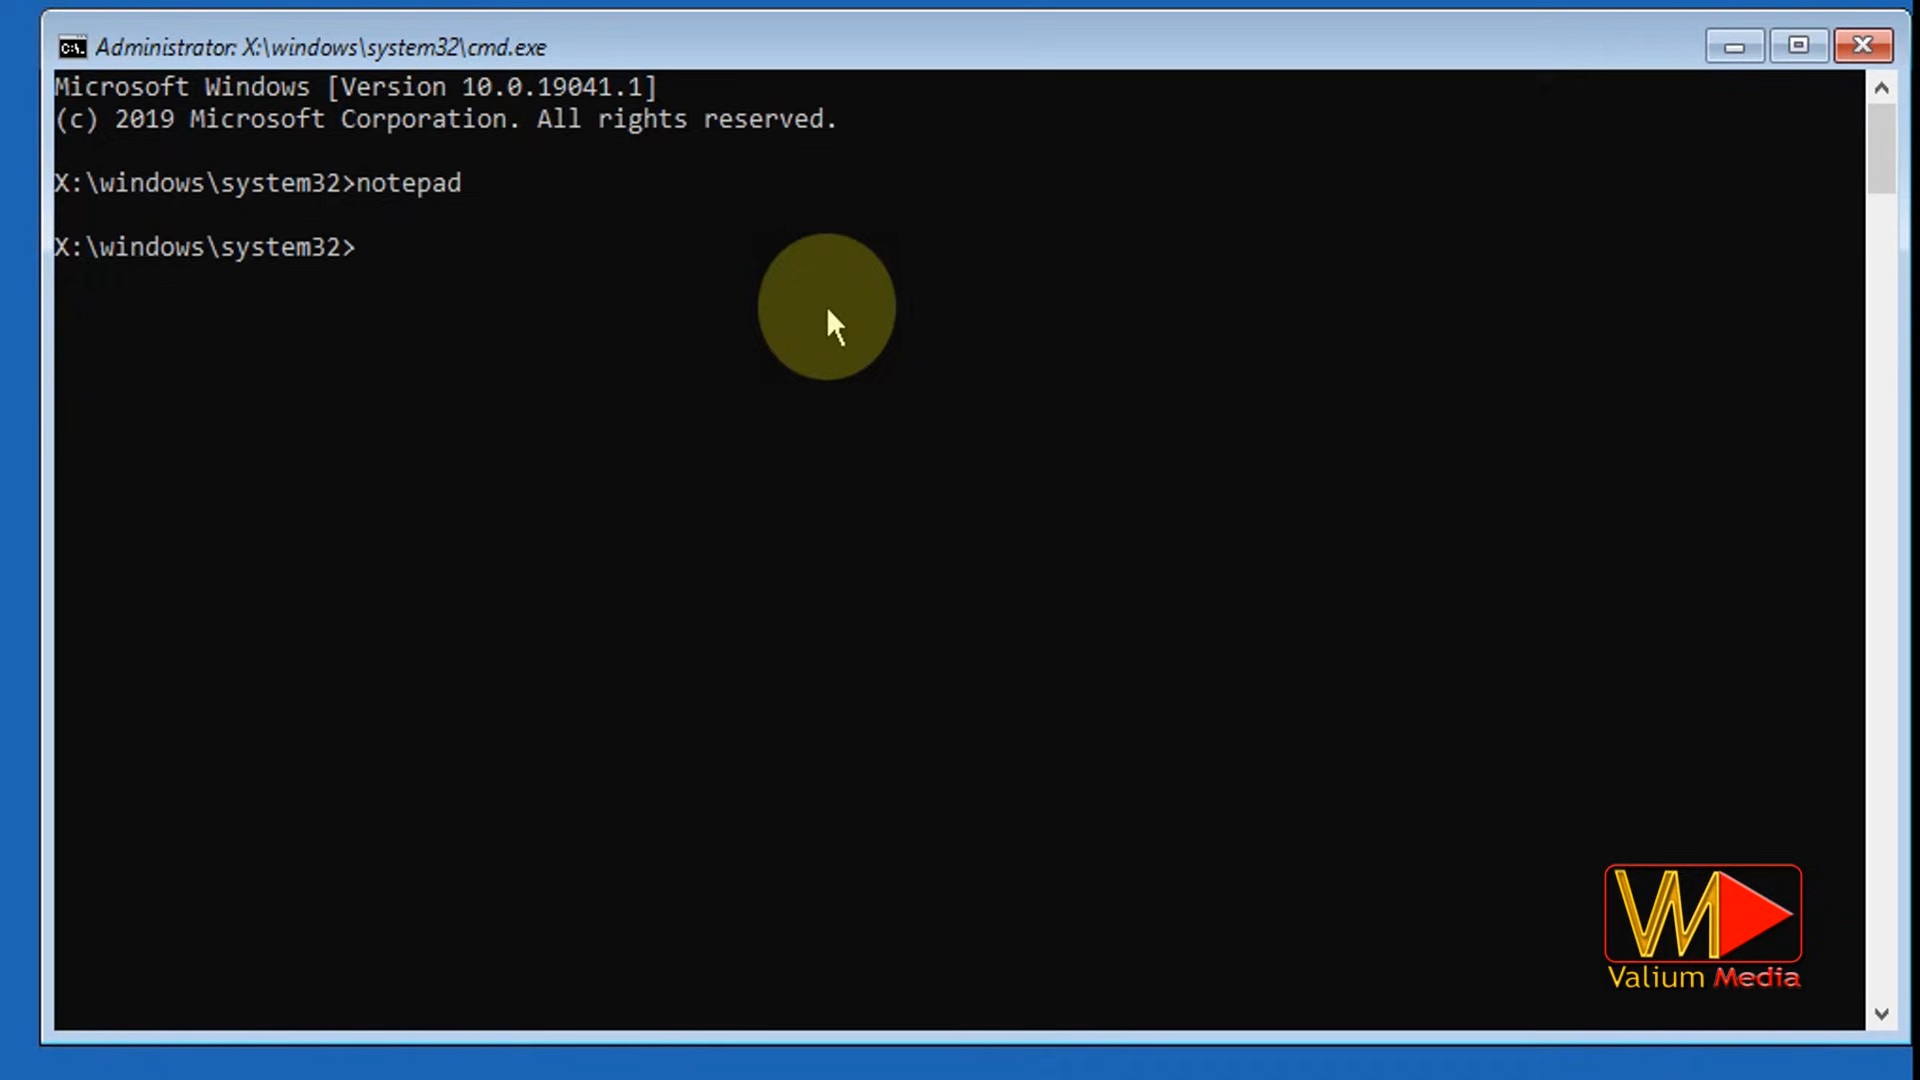 Administrator: X:\windows\system32\cmd.exe
Microsoft Windows [Version 10.0.19041.1]
(c) 2019 Microsoft Corporation. All rights reserved.
X:\windows\system32>notepad
X:\windows\system32>
VM
Valium Media